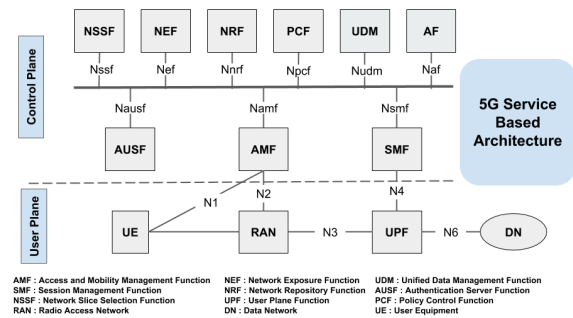 NSSF NEF NRF PCF UDM AF
Nssf Nef Nnrf Npcf Nudm Naf
Control Plane
5G Service
Based
Architecture
Nausf Namf Nsmf
AUSF AMF SMF
N1 N2 N4
User Plane
UE RAN N3 UPF N6 DN
AMF : Access and Mobility Management Function NEF : Network Exposure Function UDM : Unified Data Management Function
SMF : Session Management Function NRF : Network Repository Function AUSF : Authentication Server Function
NSSF : Network Slice Selection Function UPF : User Plane Function PCF : Policy Control Function
RAN : Radio Access Network DN : Data Network UE : User Equipment